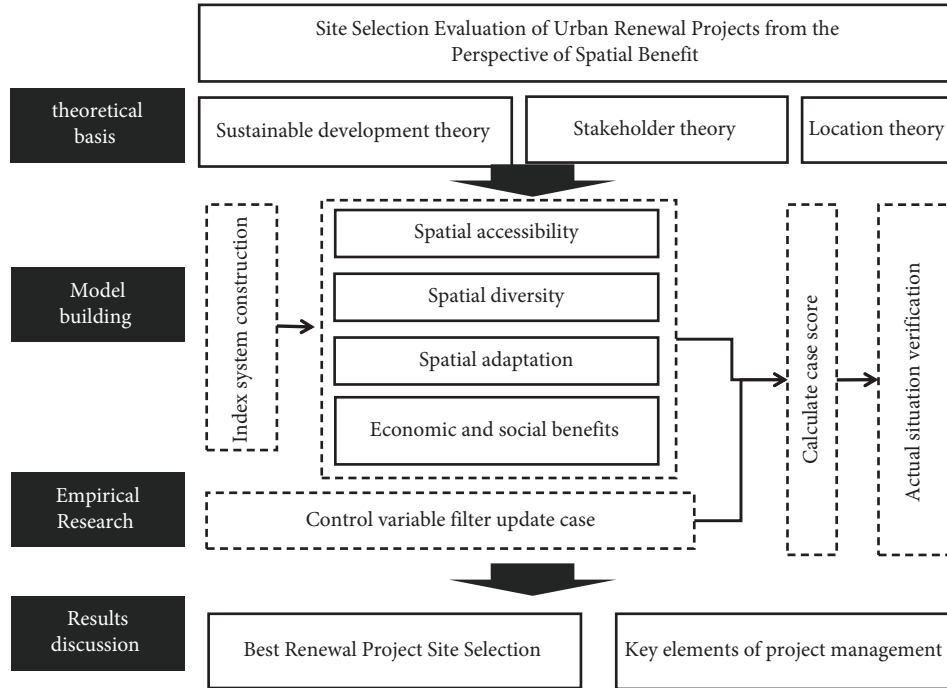 Site Selection Evaluation of Urban Renewal Projects from the
Perspective of Spatial Benefit
theoretical
basis
Sustainable development theory
Stakeholder theory
Location theory
Model
building
Index system construction
Spatial accessibility
Spatial diversity
Spatial adaptation
Economic and social benefits
Calculate case score
Actual situation verification
Empirical
Research
Control variable filter update case
Results
discussion
Best Renewal Project Site Selection
Key elements of project management